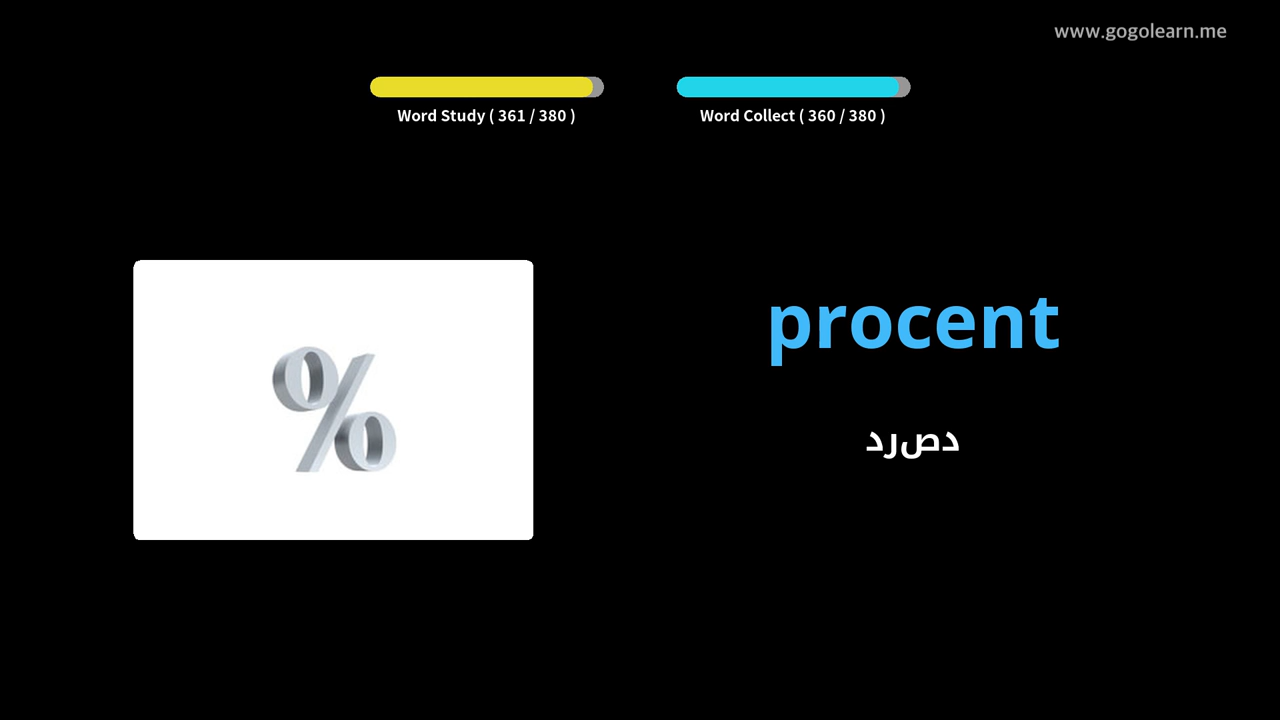 www.gogolearn.me
Word Study ( 361 / 380 )
Word Collect ( 360 / 380 )
%
procent
دصرد